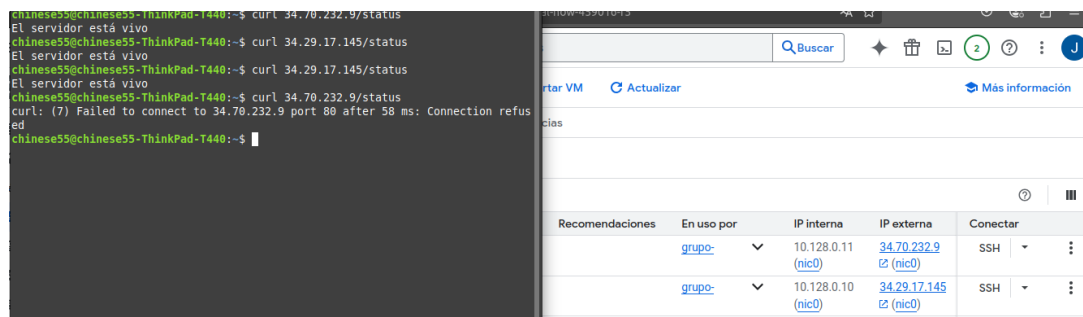 chinese55@chinese55-ThinkPad-T440:~$ curl 34.70.232.9/status
El servidor está vivo
chinese55@chinese55-ThinkPad-T440:~$ curl 34.29.17.145/status
El servidor está vivo
chinese55@chinese55-ThinkPad-T440:~$ curl 34.29.17.145/status
El servidor está vivo
chinese55@chinese55-ThinkPad-T440:~$ curl 34.70.232.9/status
curl: (7) Failed to connect to 34.70.232.9 port 80 after 58 ms: Connection refus
ed
chinese55@chinese55-ThinkPad-T440:~$
Buscar
2
J
rtar VM Actualizar Más información
cias
Recomendaciones En uso por IP interna IP externa Conectar
grupo- 10.128.0.11 34.70.232.9 SSH
(nic0) (nic0)
grupo- 10.128.0.10 34.29.17.145 SSH
(nic0) (nic0)